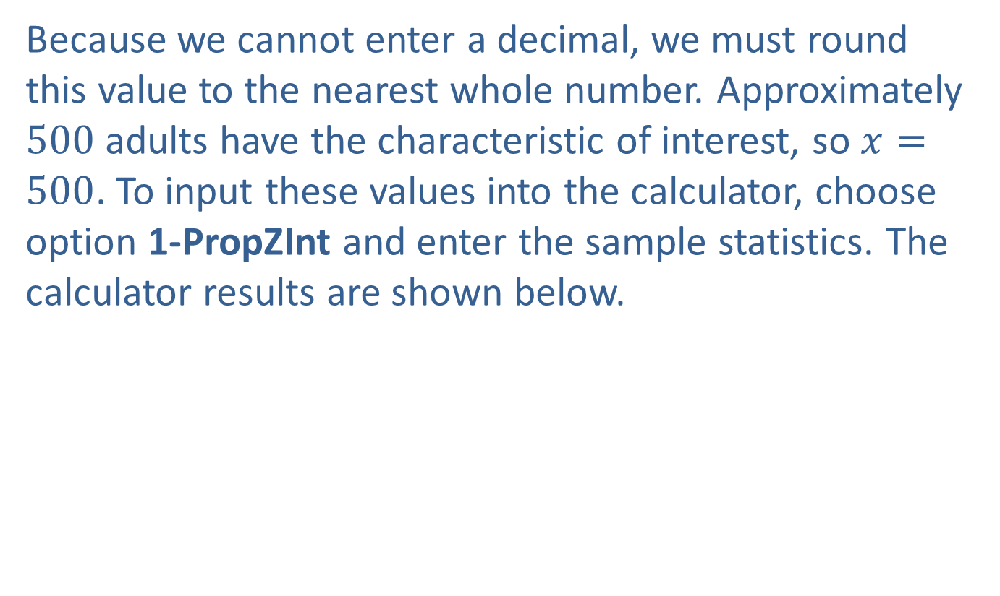 Because we cannot enter a decimal, we must round
this value to the nearest whole number. Approximately
500 adults have the characteristic of interest, so 𝑥 =
500. To input these values into the calculator, choose
option 1-PropZInt and enter the sample statistics. The
calculator results are shown below.